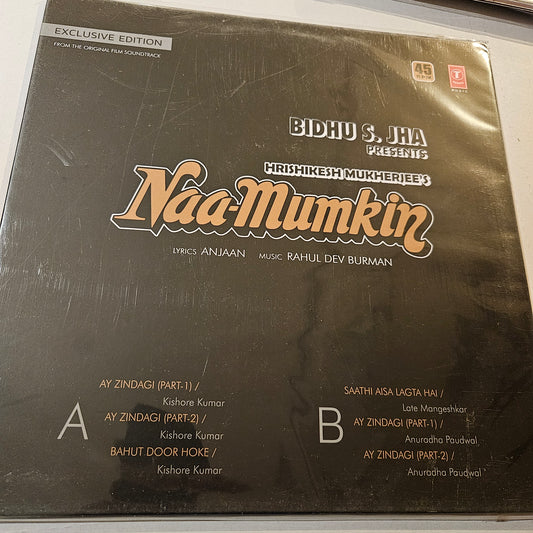 EXCLUSIVE EDITION
FROM THE ORIGINAL FILM SOUNDTRACK
45
RPM
T
BIDHU S. JHA
PRESENTS
HRISHIKESH MUKHERJEE'S
Naa-Mumkin
LYRICS ANJAAN MUSIC RAHUL DEV BURMAN
A
AY ZINDAGI (PART-1) /
Kishore Kumar
AY ZINDAGI (PART-2) /
Kishore Kumar
BAHUT DOOR HOKE /
Kishore Kumar
B
SAATHI AISA LAGTA HAI /
Late Mangeshkar
AY ZINDAGI (PART-1) /
Anuradha Paudwal
AY ZINDAGI (PART-2) /
Anuradha Paudwal